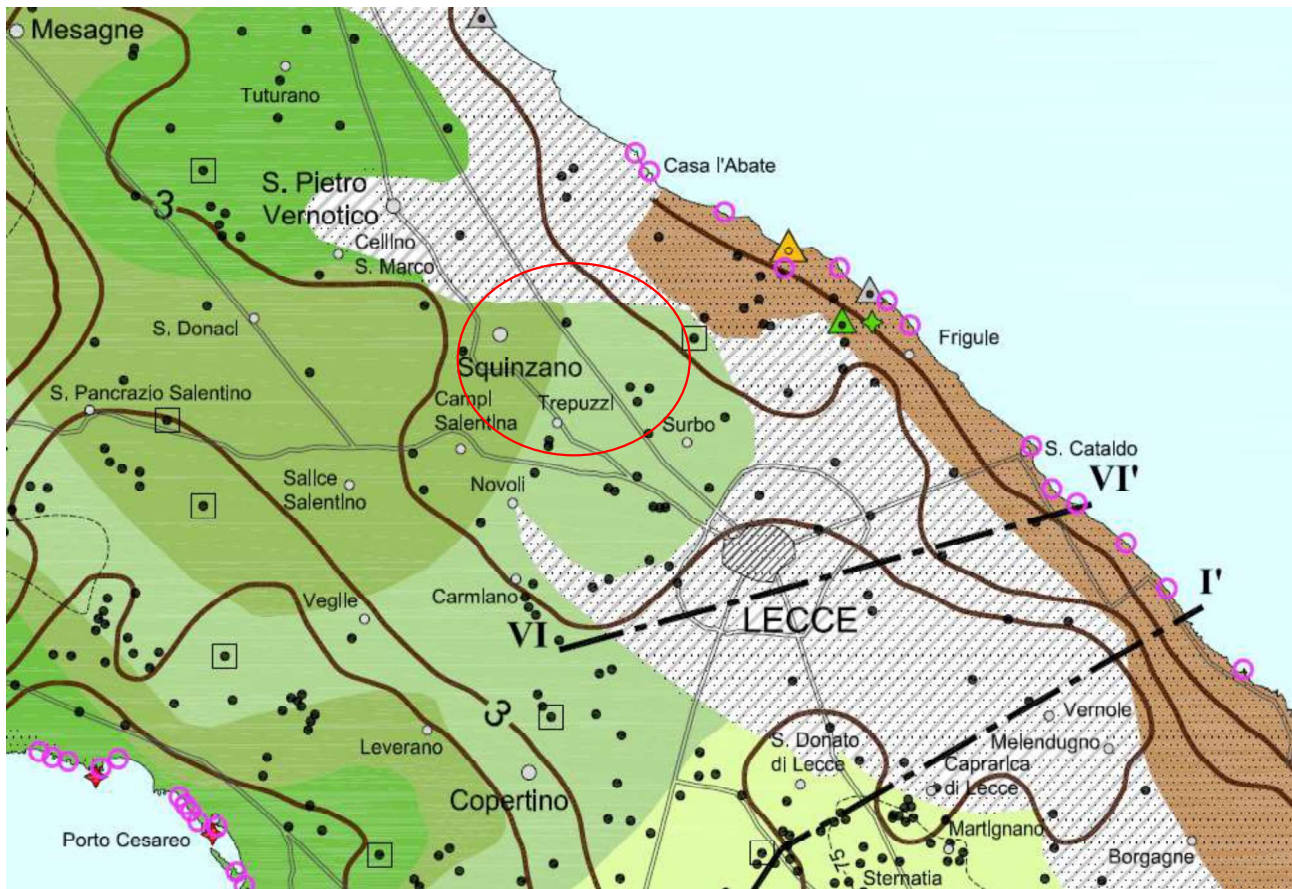 Mesagne
Tuturano
Casa l'Abate
S. Pietro
Vernotico
3
Cellino
S. Marco
S. Donaci
Frigule
Squinzano
S. Pancrazio Salentino
Campi
Salentina
Trepuzzi
Surbo
S. Cataldo
Salice
Salentino
Novoli
VI'
Veglie
Carmiano
VI
LECCE
I'
3
Vernole
Leverano
S. Donato
di Lecce
Melendugno
Caprarica
di Lecce
Copertino
Porto Cesareo
Martignano
75
Borgagne
Sternatia